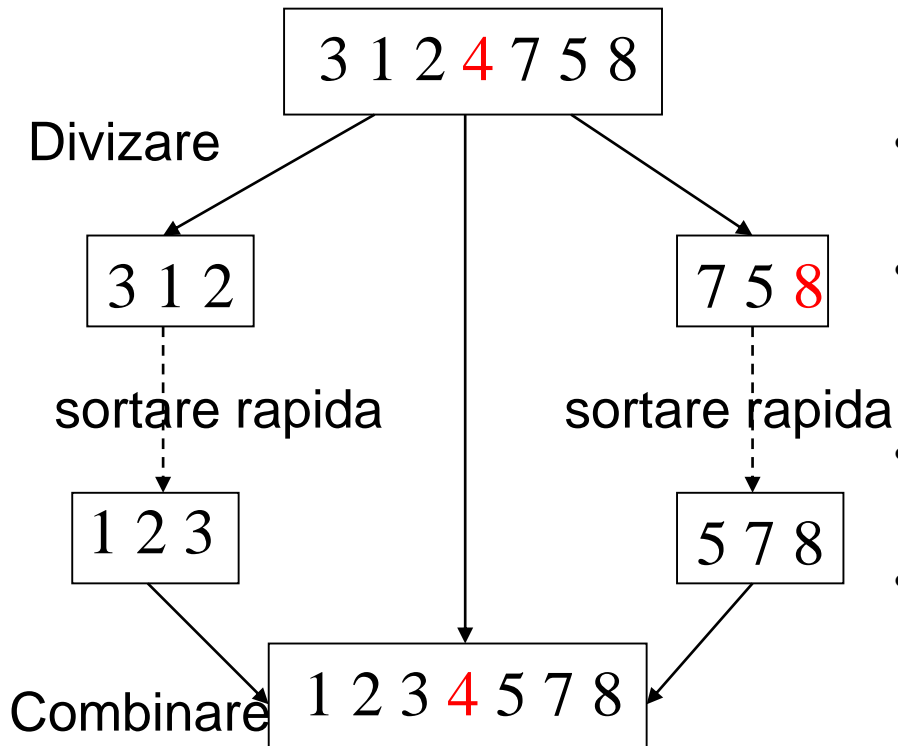 3 1 2 4 7 5 8
Divizare
3 1 2
7 5 8
sortare rapida
sortare rapida
1 2 3
5 7 8
1 2 3 4 5 7 8
Combinare